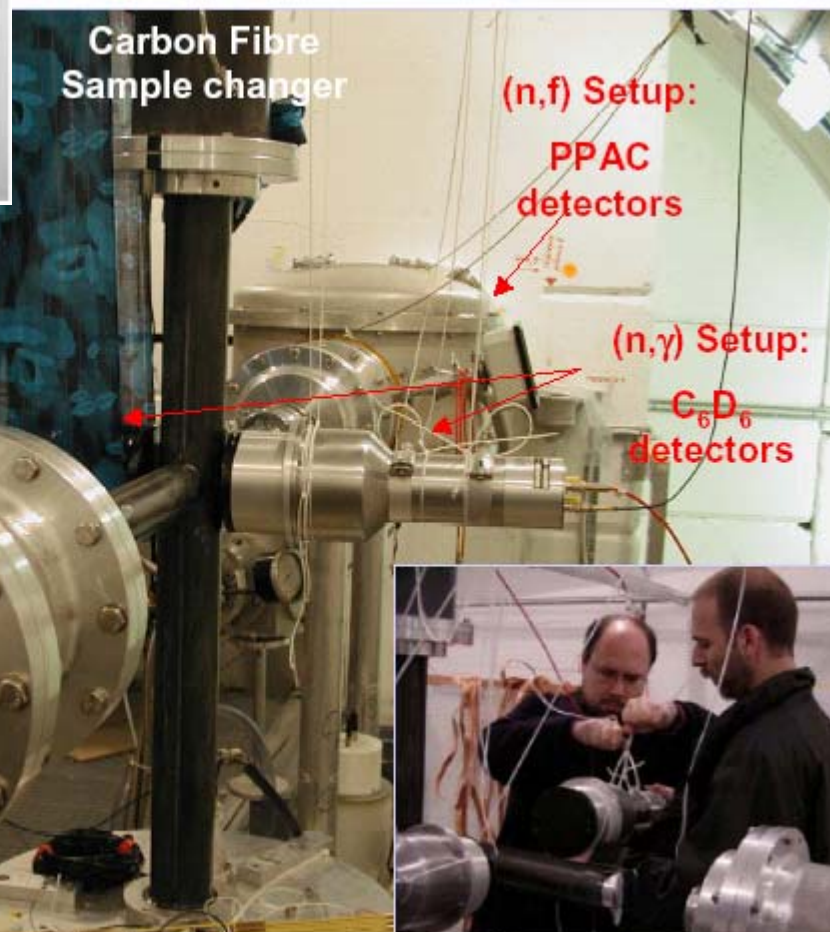 Carbon Fibre
Sample changer
(n,f) Setup:
PPAC
detectors
(n,γ) Setup:
C₆D₆
detectors